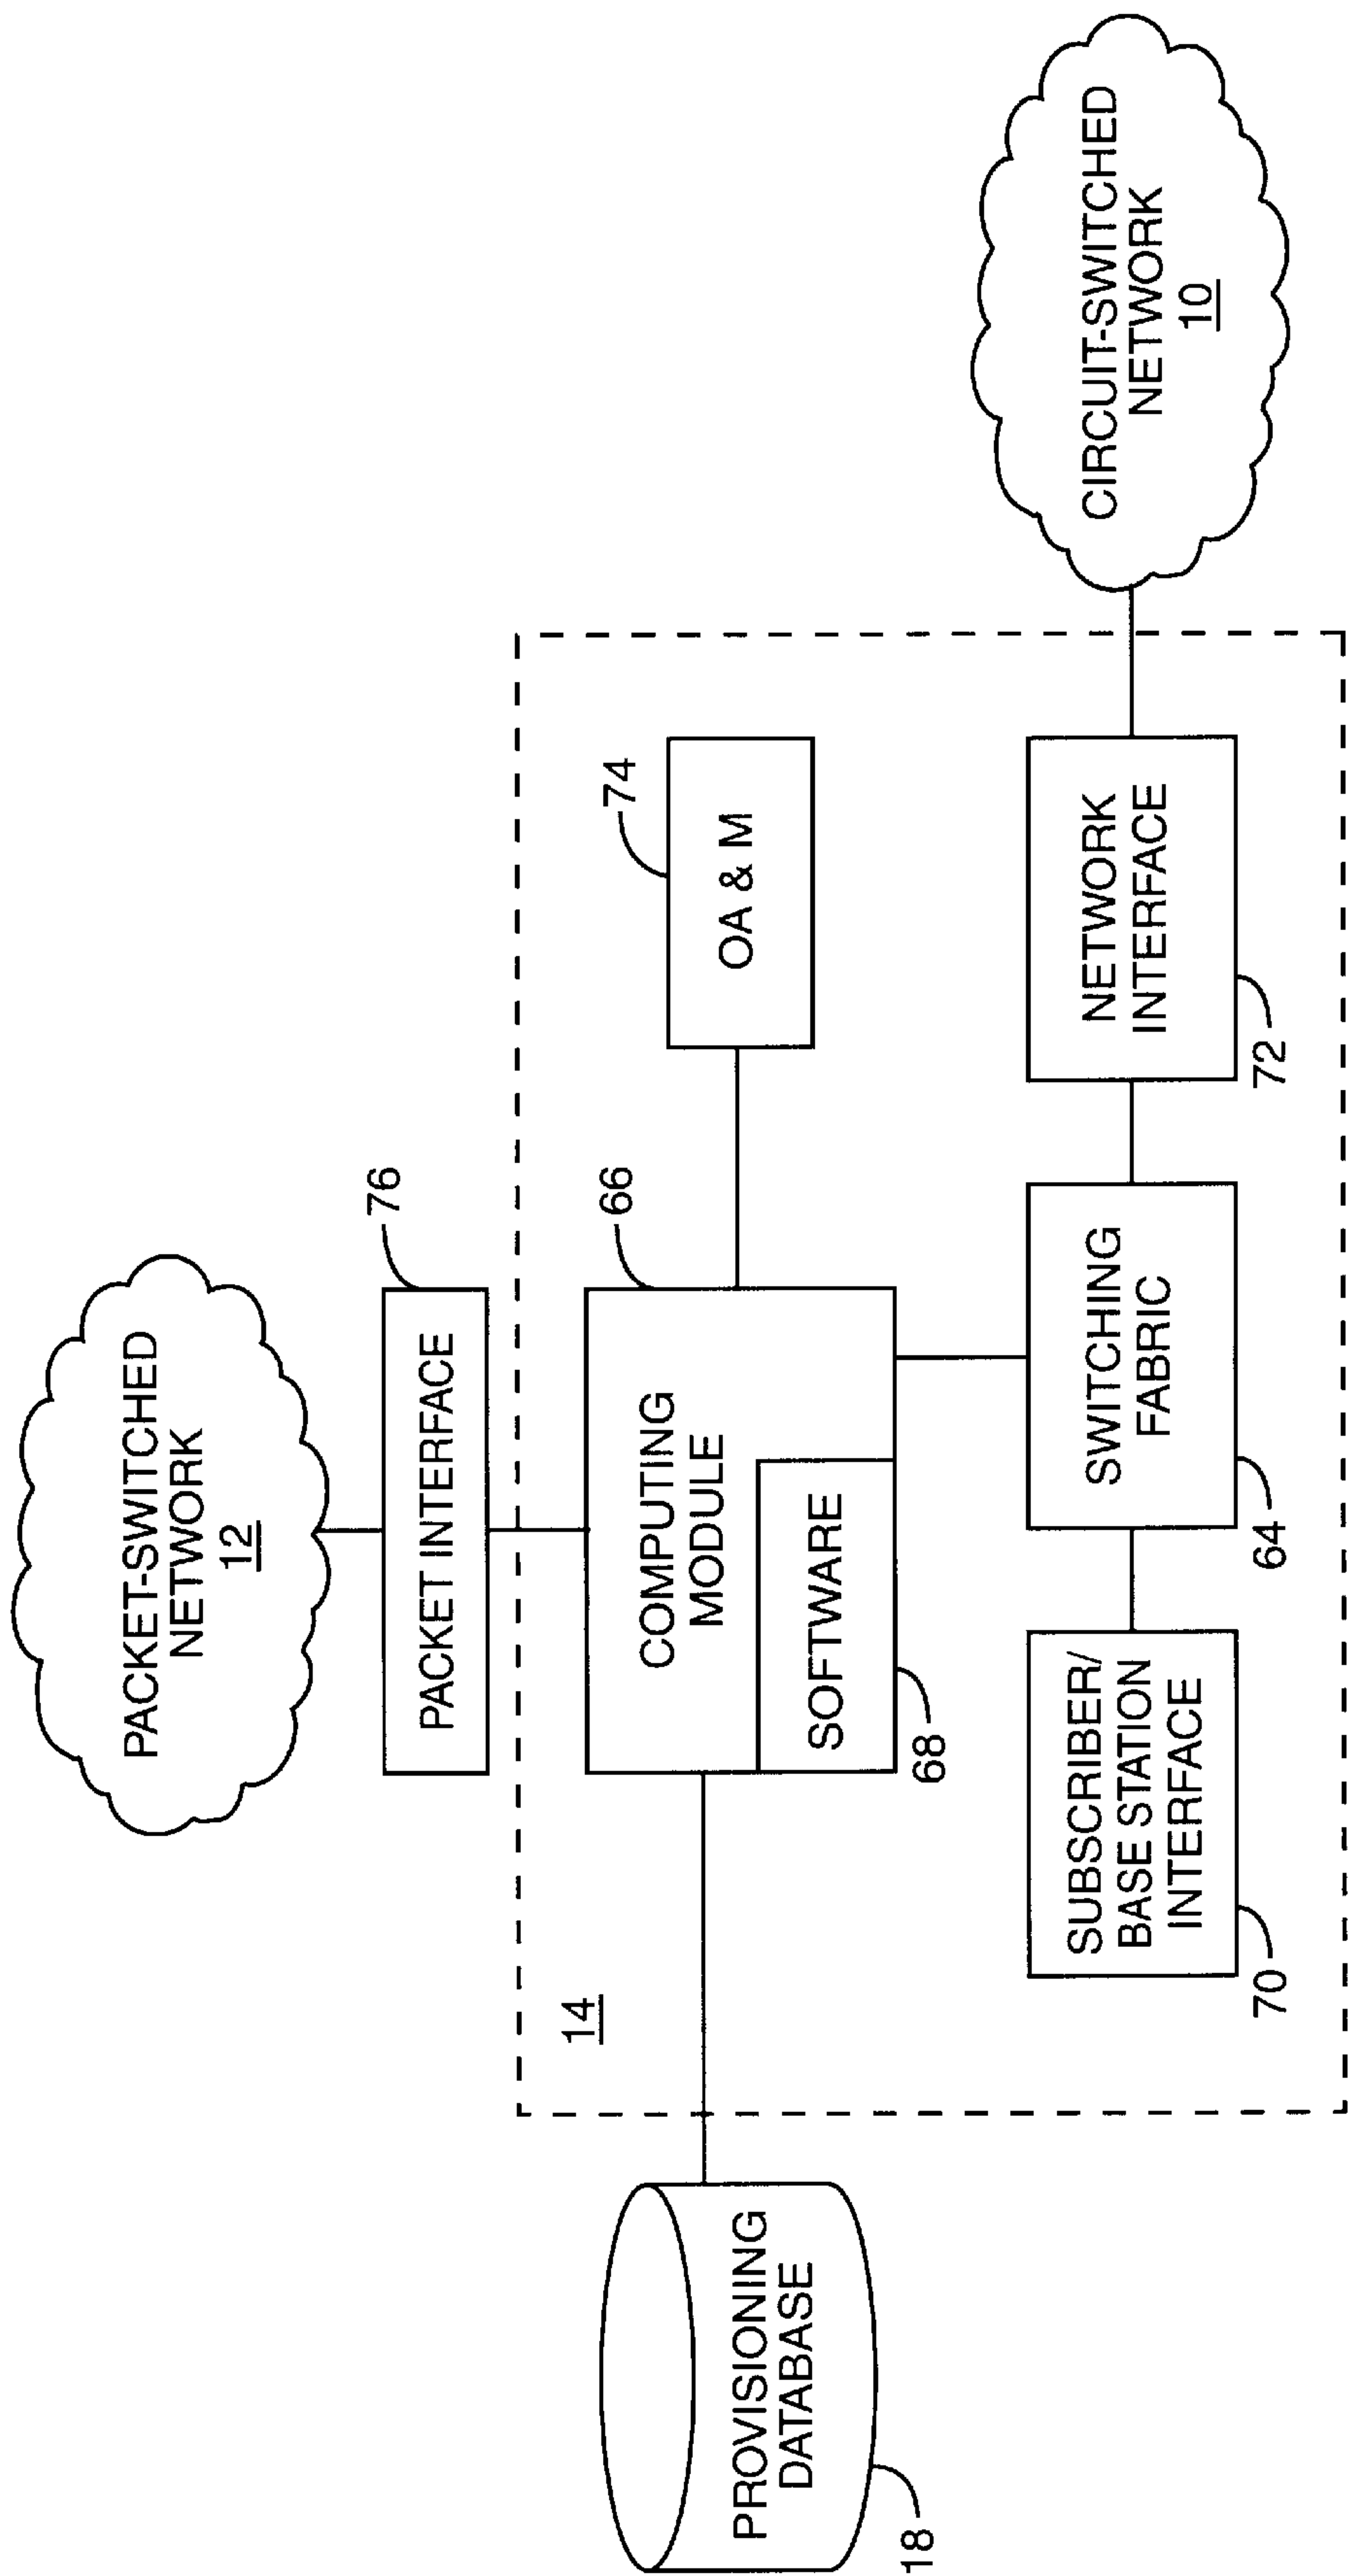 PACKET-SWITCHED
NETWORK
12
PACKET INTERFACE
76
14
COMPUTING
MODULE
66
SOFTWARE
68
OA & M
74
PROVISIONING
DATABASE
18
SUBSCRIBER/
BASE STATION
INTERFACE
70
SWITCHING
FABRIC
64
NETWORK
INTERFACE
72
CIRCUIT-SWITCHED
NETWORK
10